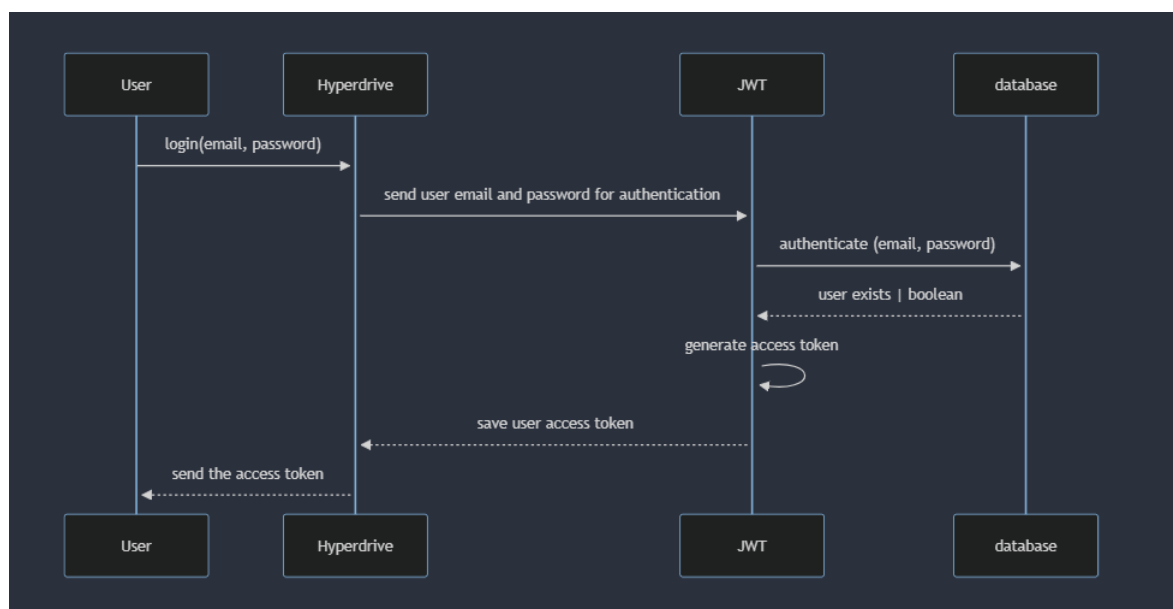 User
Hyperdrive
JWT
database
login(email, password)
send user email and password for authentication
authenticate (email, password)
user exists | boolean
generate access token
save user access token
send the access token
User
Hyperdrive
JWT
database